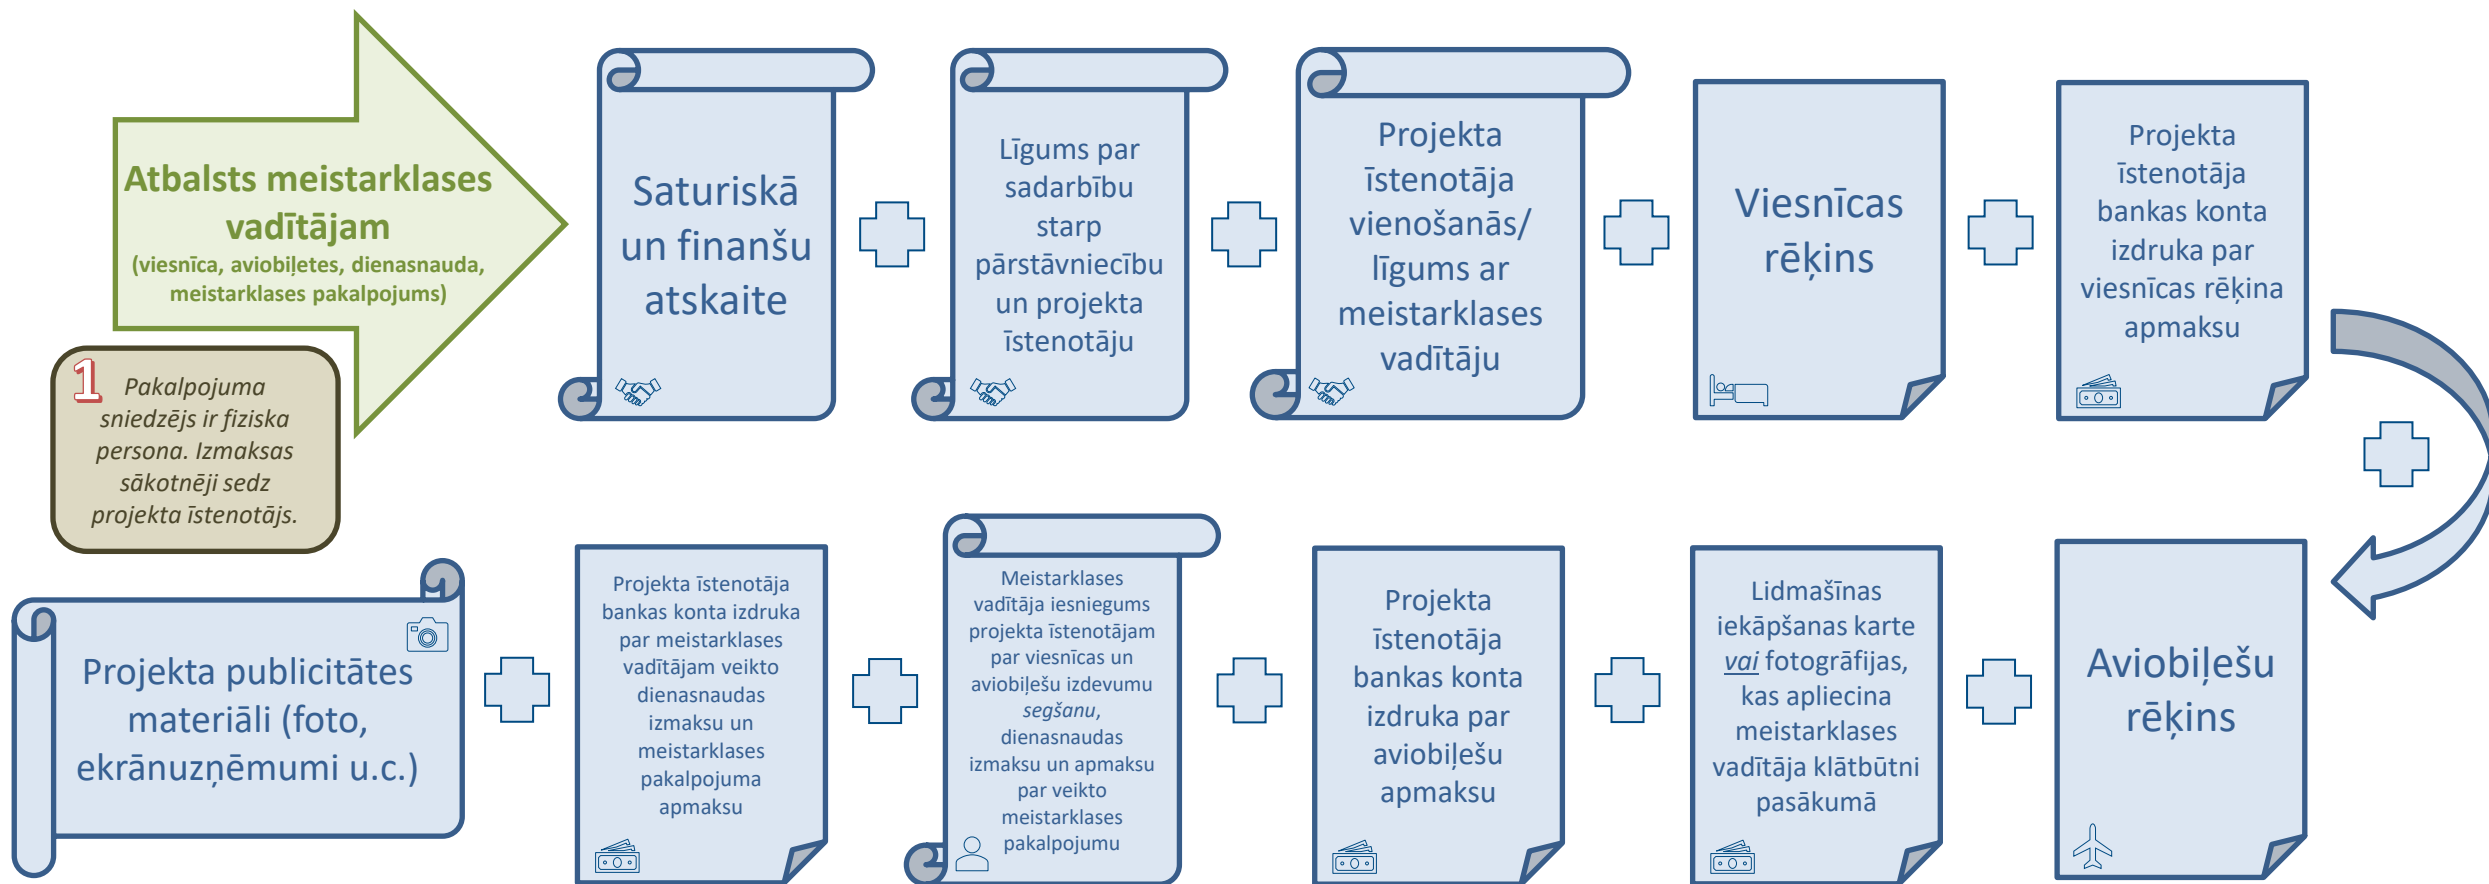 Atbalsts meistarklases
vadītājam
(viesnīca, aviobiļetes, dienasnauda,
meistarklases pakalpojums)
1
Pakalpojuma
sniedzējs ir fiziska
persona. Izmaksas
sākotnēji sedz
projekta īstenotājs.
Saturiskā
un finanšu
atskaite
Līgums par
sadarbību
starp
pārstāvniecību
un projekta
īstenotāju
Projekta
īstenotāja
vienošanās/
līgums ar
meistarklases
vadītāju
Viesnīcas
rēķins
Projekta
īstenotāja
bankas konta
izdruka par
viesnīcas rēķina
apmaksu
Aviobiļešu
rēķins
Lidmašīnas
iekāpšanas karte
vai fotogrāfijas,
kas apliecina
meistarklases
vadītāja klātbūtni
pasākumā
Projekta
īstenotāja
bankas konta
izdruka par
aviobiļešu
apmaksu
Meistarklases
vadītāja iesniegums
projekta īstenotājam
par viesnīcas un
aviobiļešu izdevumu
segšanu,
dienasnaudas
izmaksu un apmaksu
par veikto
meistarklases
pakalpojumu
Projekta īstenotāja
bankas konta izdruka
par meistarklases
vadītājam veikto
dienasnaudas
izmaksu un
meistarklases
pakalpojuma
apmaksu
Projekta publicitātes
materiāli (foto,
ekrānuzņēmumi u.c.)